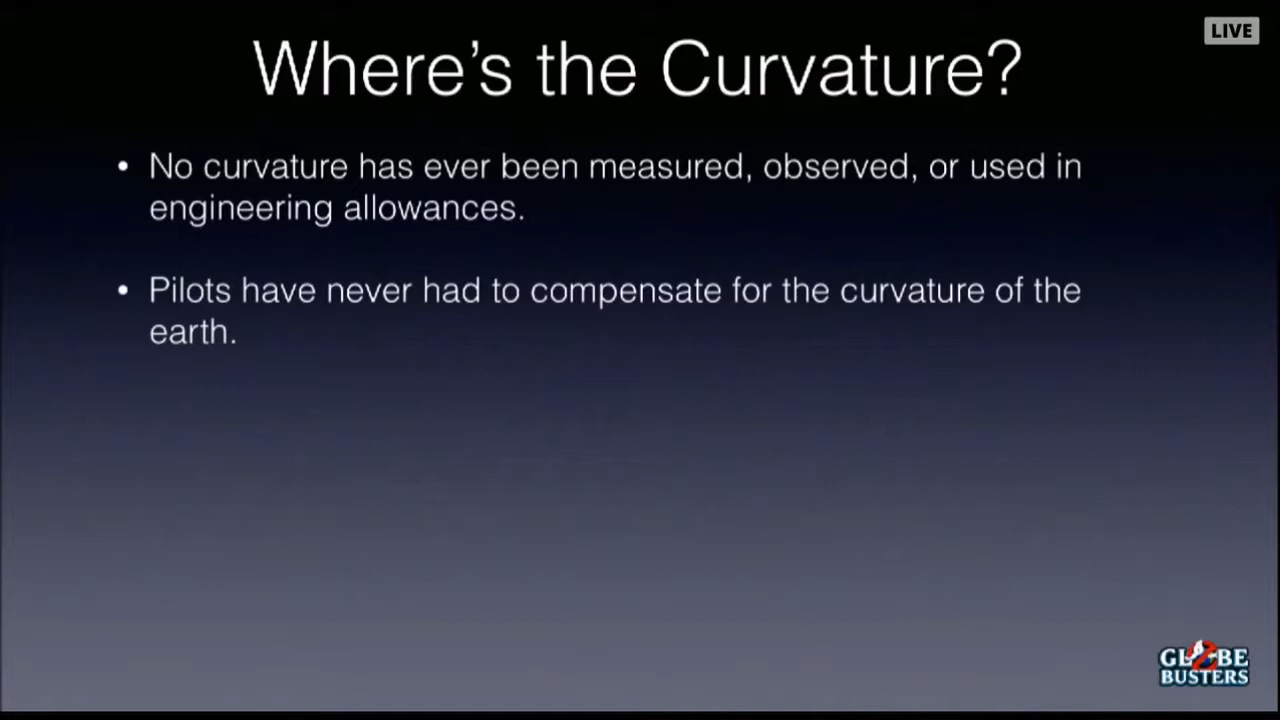 LIVE
Where’s the Curvature?
• No curvature has ever been measured, observed, or used in
engineering allowances.
• Pilots have never had to compensate for the curvature of the
earth.
GLOBE
BUSTERS